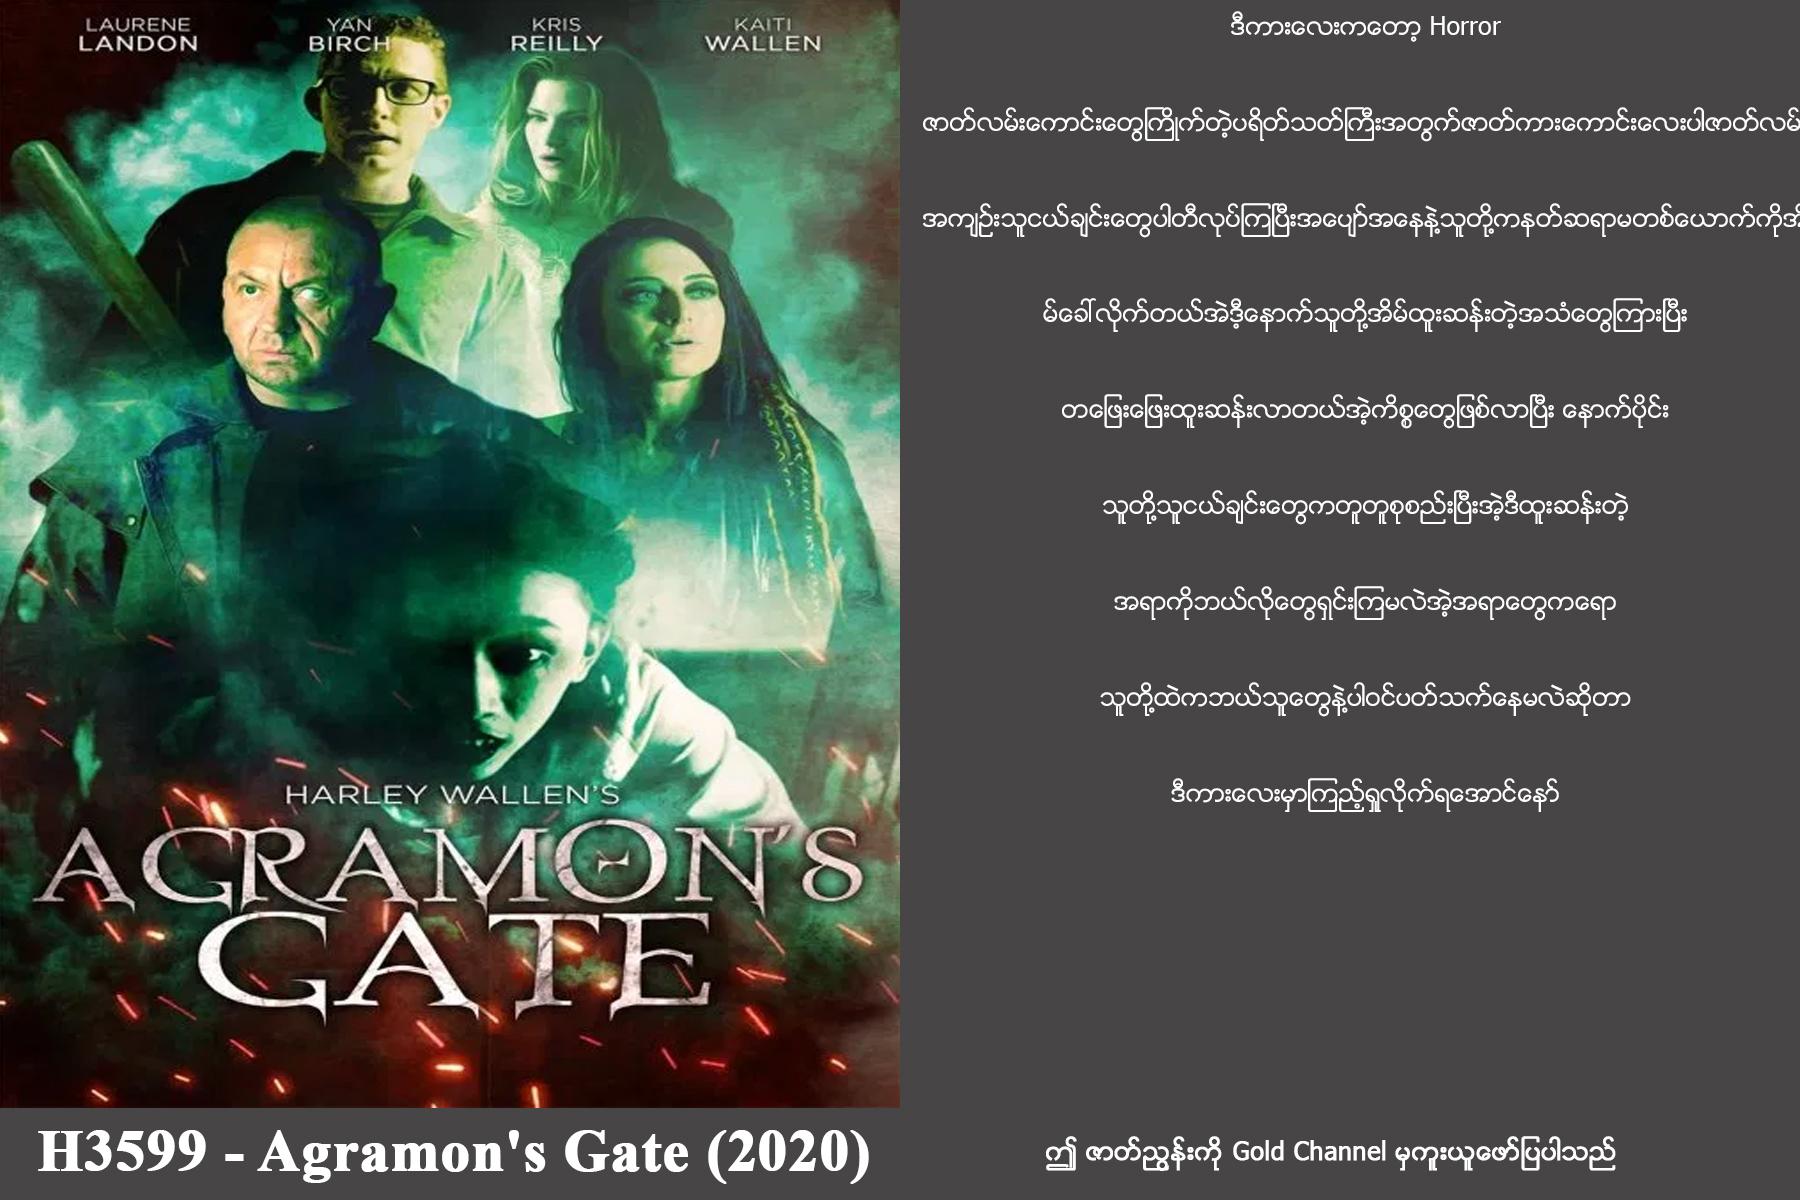 LAURENE LANDON
YAN BIRCH
KRIS REILLY
KAITI WALLEN
HARLEY WALLEN'S
AGRAMON'S
GATE
H3599 - Agramon's Gate (2020)
ဒီကားလေးကတော့ Horror
ဇာတ်လမ်းကောင်းတွေကြိုက်တဲ့ပရိတ်သတ်ကြီးအတွက်ဇာတ်ကားကောင်းလေးပါဇာတ်လမ်
အကျဉ်းသူငယ်ချင်းတွေပါတီလုပ်ကြပြီးအပျော်အနေနဲ့သူတို့ကနတ်ဆရာမတစ်ယောက်ကိုအိ
မ်ခေါ်လိုက်တယ်အဲဒီ့နောက်သူတို့အိမ်ထူးဆန်းတဲ့အသံတွေကြားပြီး
တဖြေးဖြေးထူးဆန်းလာတယ်အဲ့ကိစ္စတွေဖြစ်လာပြီး နောက်ပိုင်း
သူတို့သူငယ်ချင်းတွေကတူတူစုစည်းပြီးအဲ့ဒီထူးဆန်းတဲ့
အရာကိုဘယ်လိုတွေရှင်းကြမလဲအဲ့အရာတွေကရော
သူတို့ထဲကဘယ်သူတွေနဲ့ပါဝင်ပတ်သက်နေမလဲဆိုတာ
ဒီကားလေးမှာကြည့်ရှုလိုက်ရအောင်နော်
ဤ ဇာတ်ညွှန်းကို Gold Channel မှကူးယူဖော်ပြပါသည်